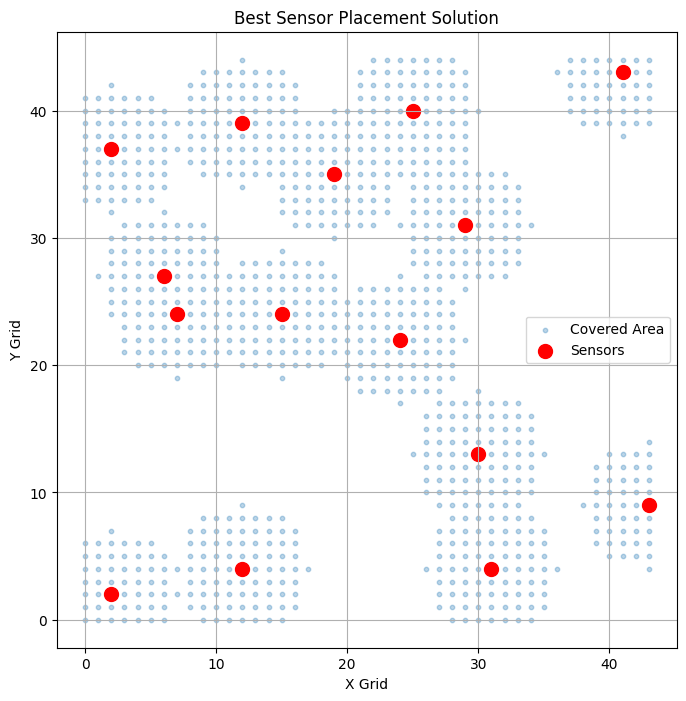 Best Sensor Placement Solution
Y Grid
40
30
20
10
0
Covered Area
Sensors
0 10 20 30 40
X Grid